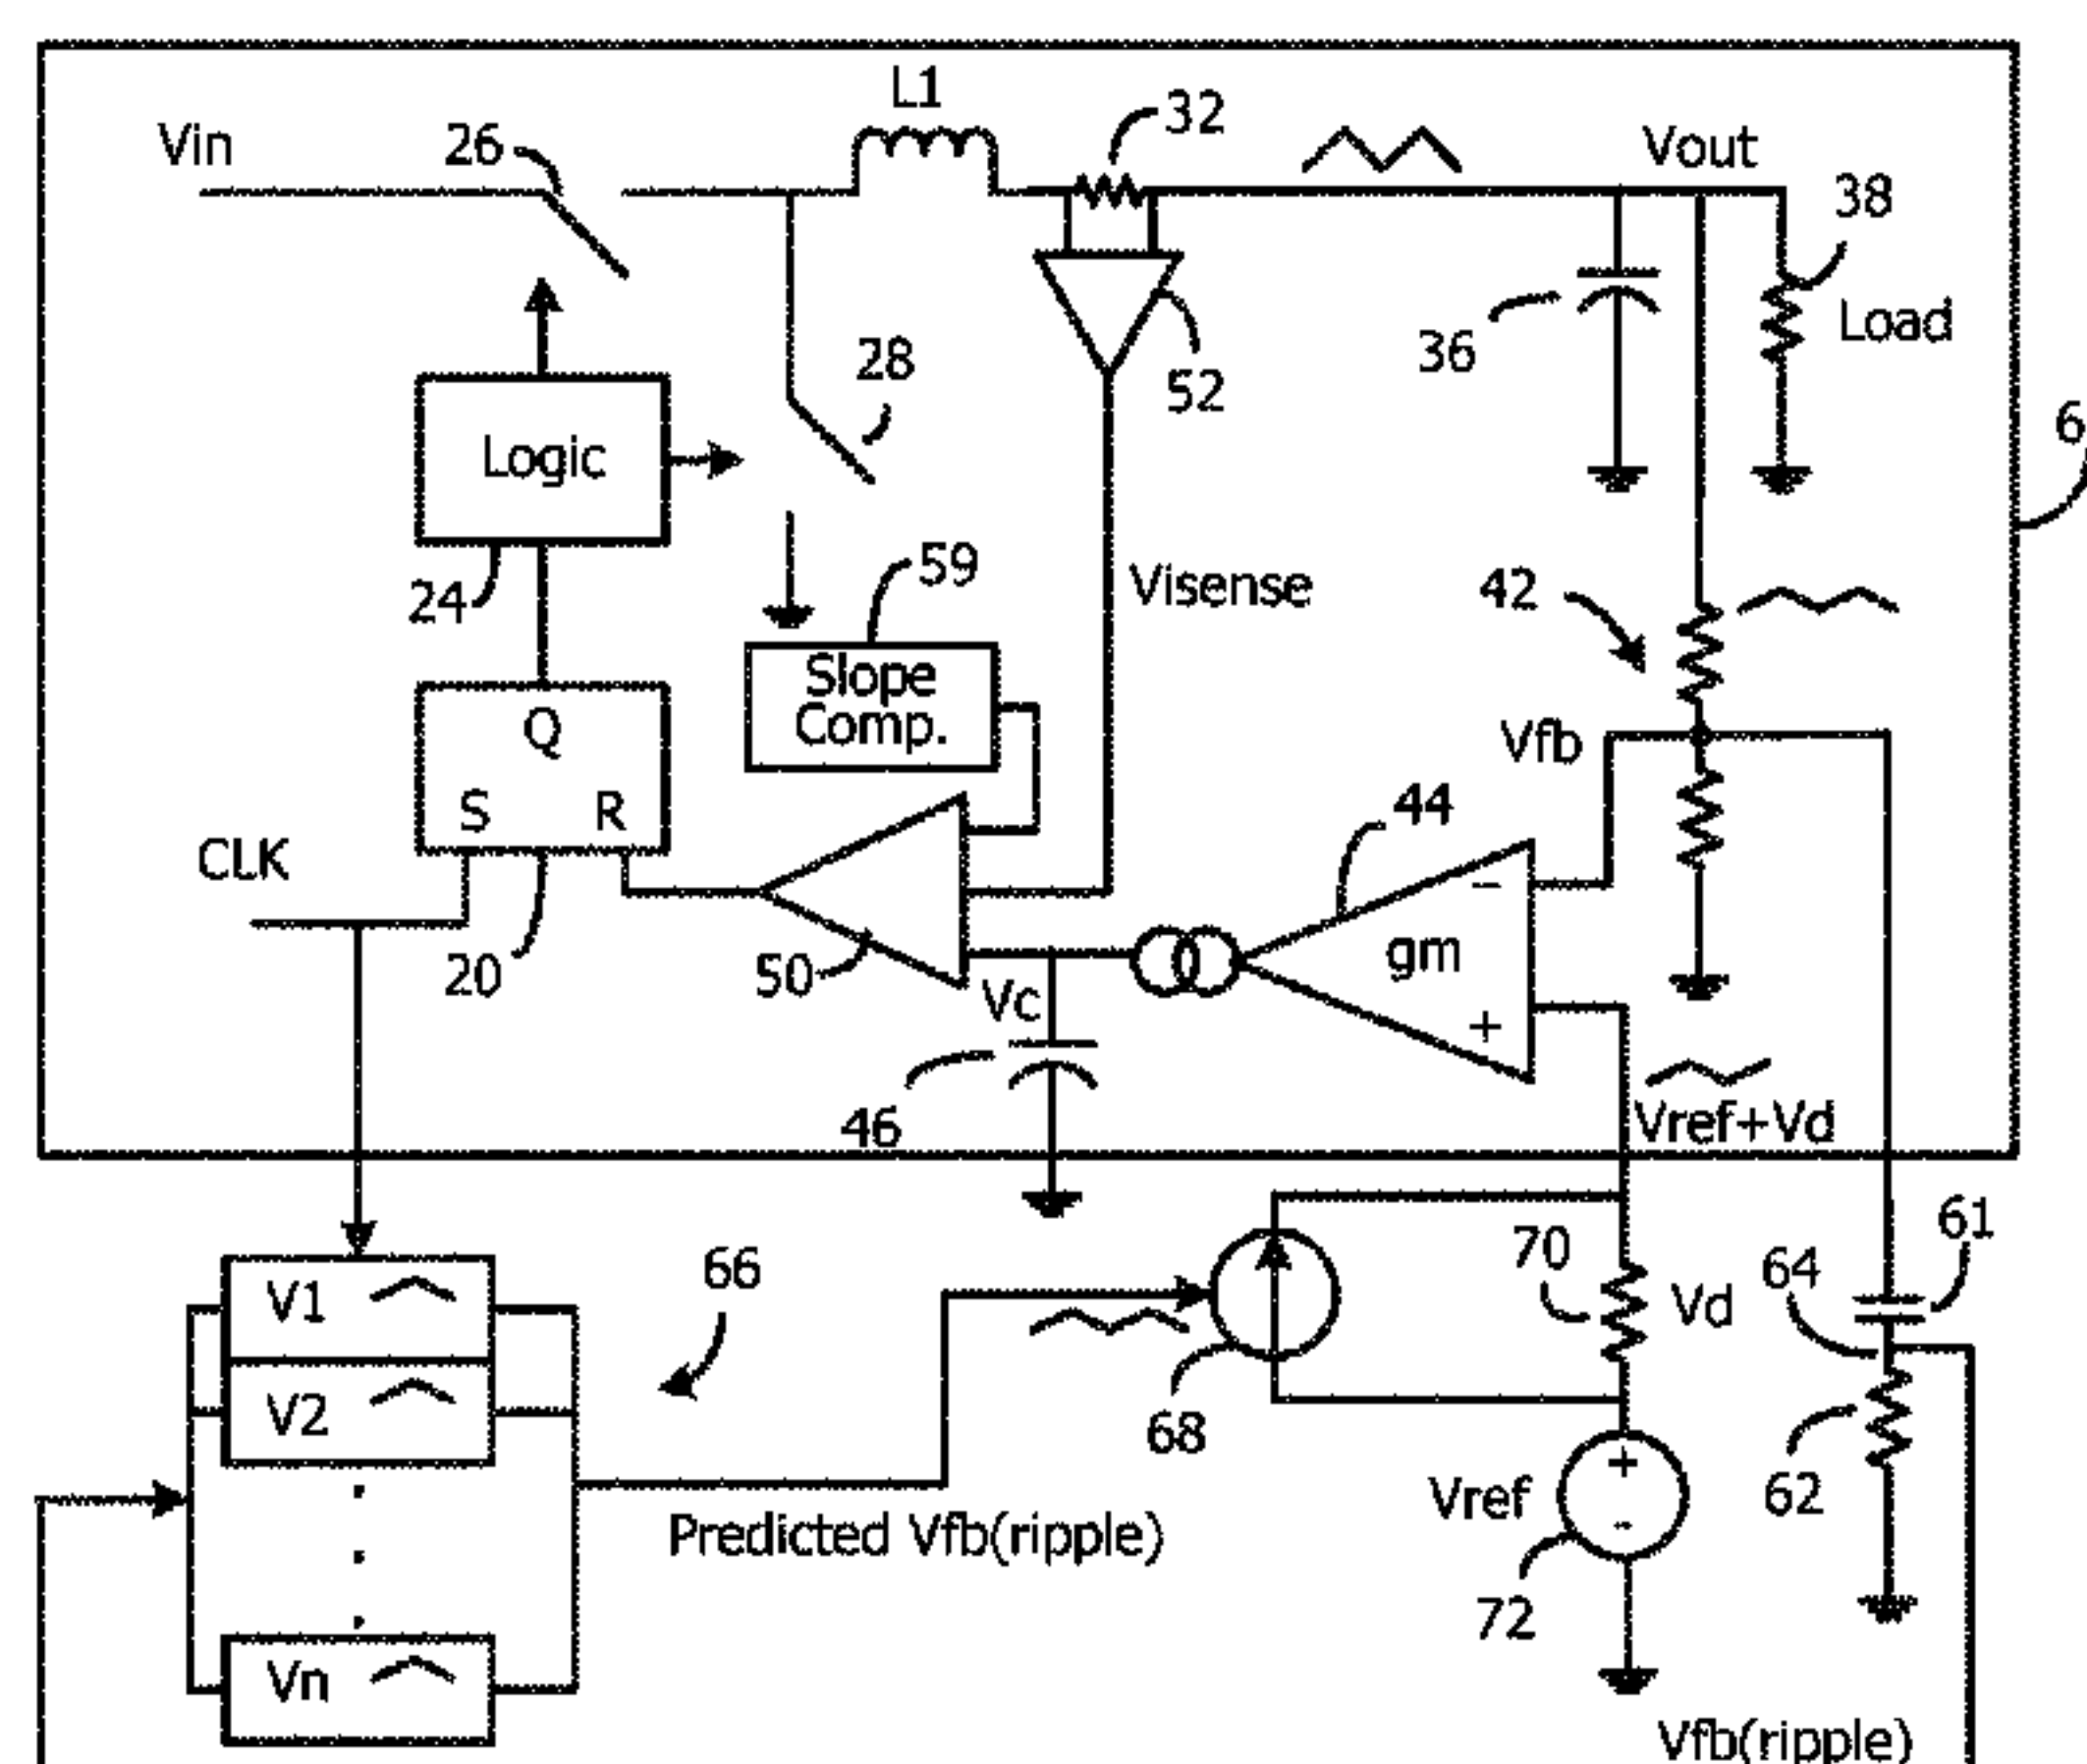 L1
32
Vin
26
Vout
38
Load
36
28
52
6
Logic
24
59
Visense
42
Slope
Comp.
Q
S
R
Vfb
44
CLK
20
50
Vc
gm
-
+
46
Vref+Vd
61
64
70
Vd
66
V1
V2
68
62
Vref
+
-
Predicted Vfb(ripple)
72
Vn
Vfb(ripple)